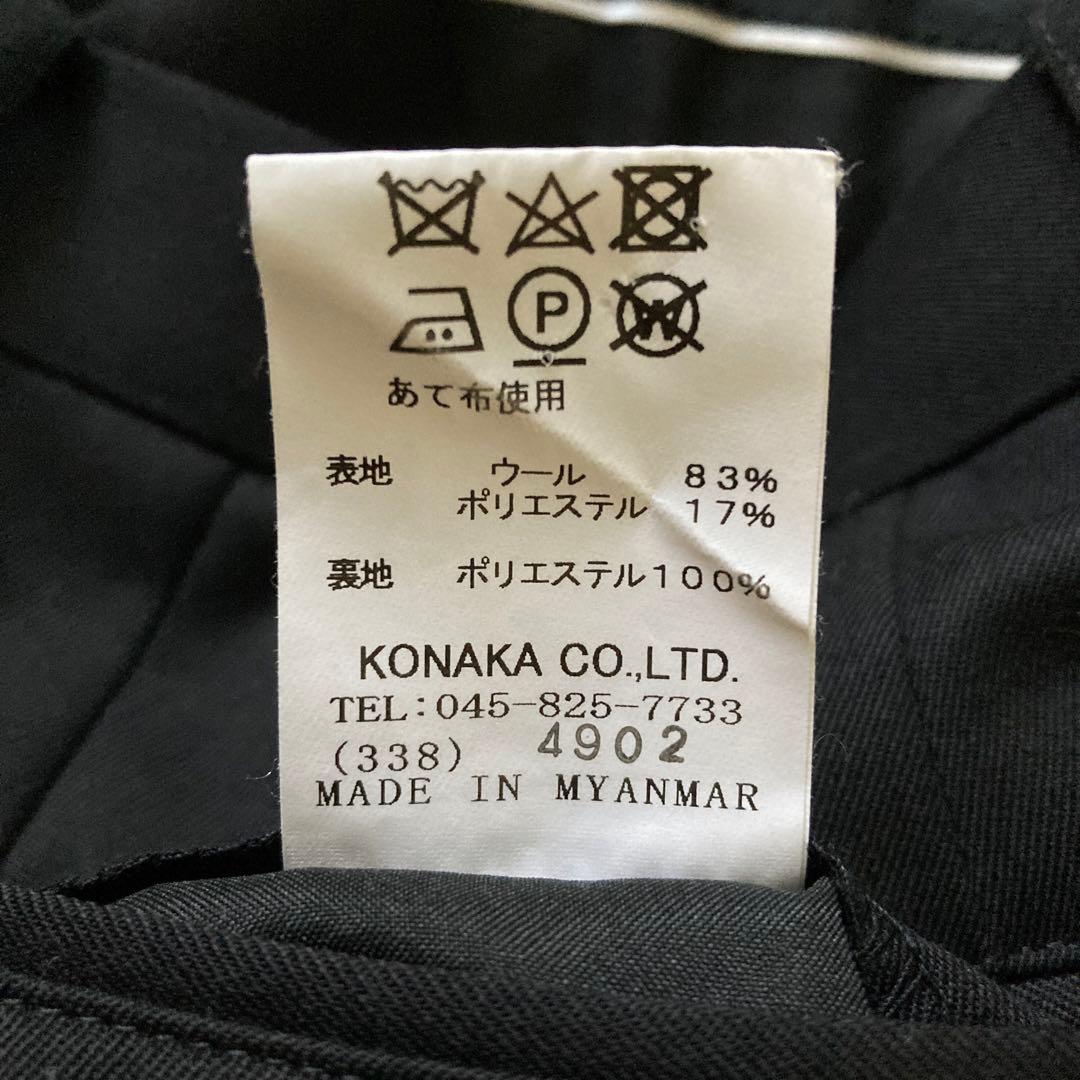 P W
あて布使用
表地 ウール 83%
ポリエステル 17%
裏地 ポリエステル100%
KONAKA CO.,LTD.
TEL:045-825-7733
(338) 4902
MADE IN MYANMAR